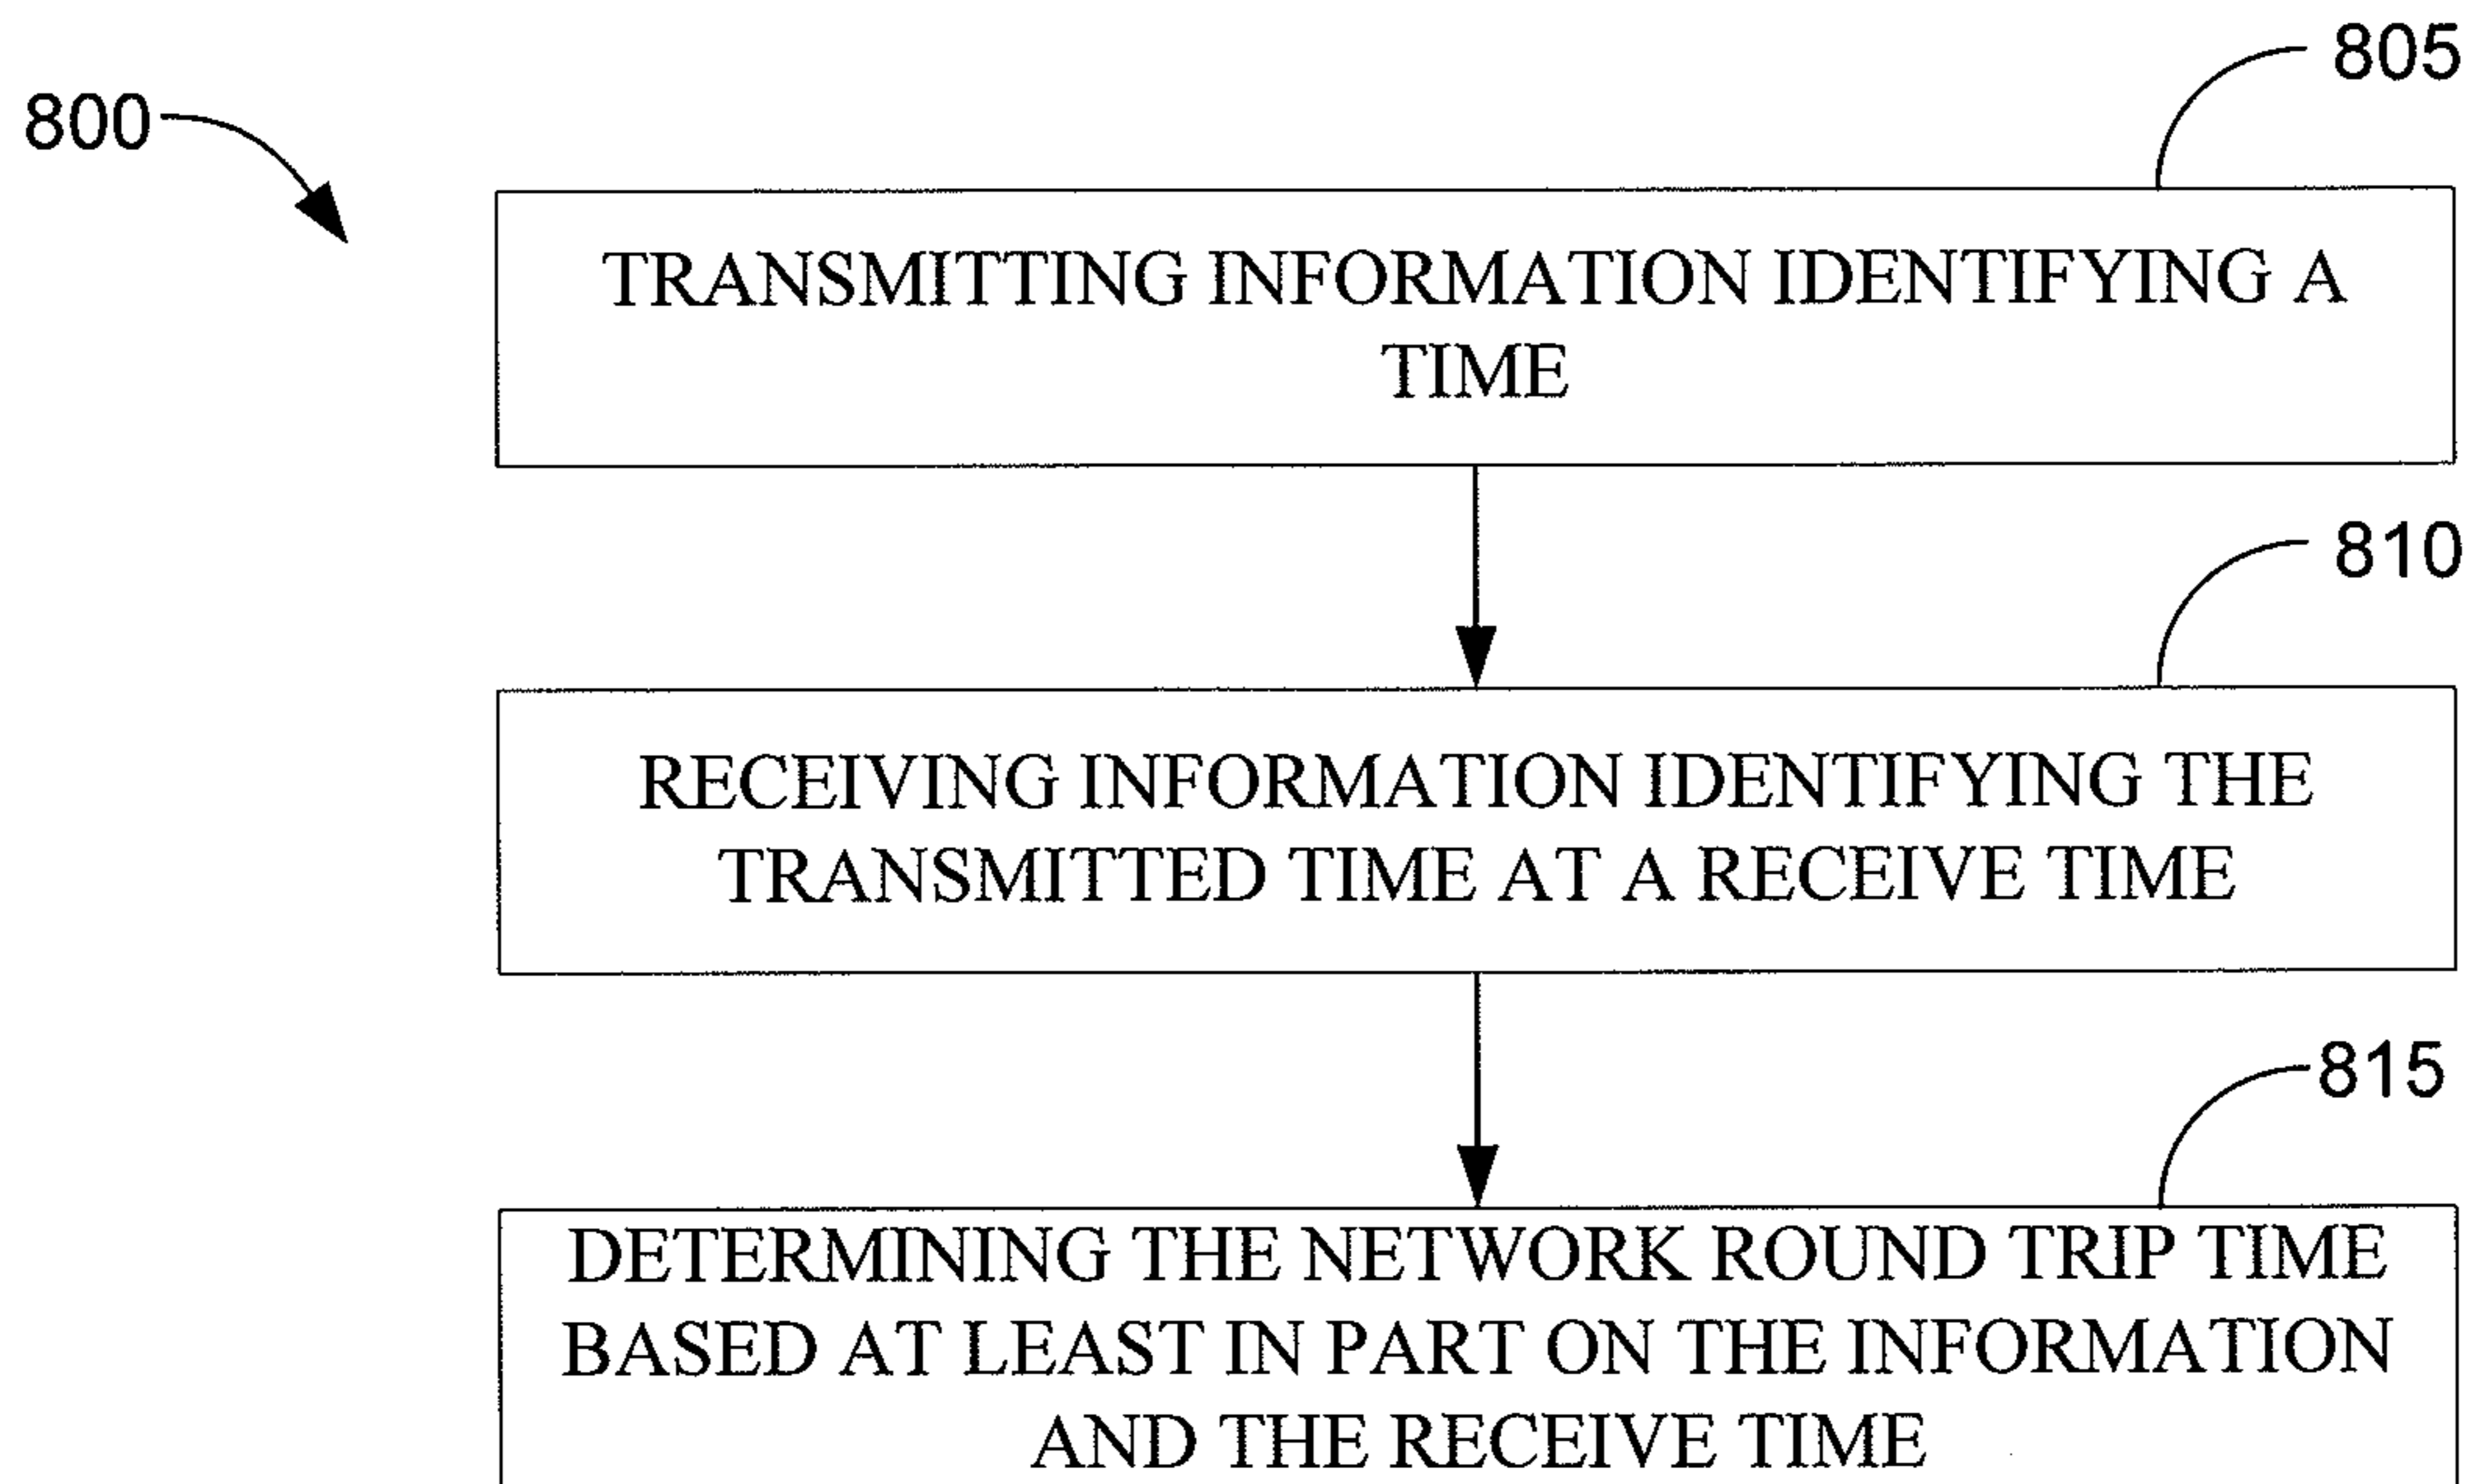 805
800
TRANSMITTING INFORMATION IDENTIFYING A
TIME
810
RECEIVING INFORMATION IDENTIFYING THE
TRANSMITTED TIME AT A RECEIVE TIME
815
DETERMINING THE NETWORK ROUND TRIP TIME
BASED AT LEAST IN PART ON THE INFORMATION
AND THE RECEIVE TIME